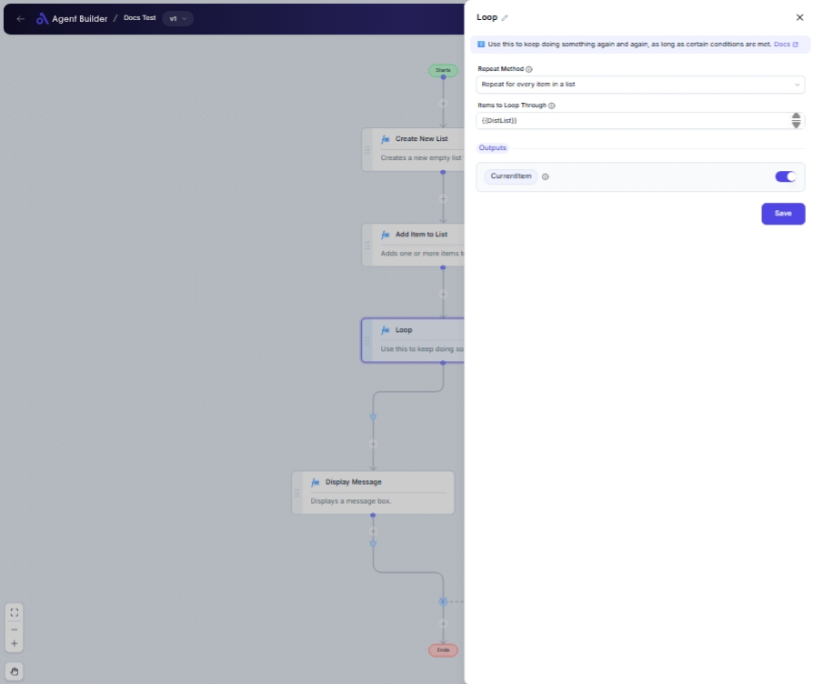 Agent Builder / Docs Test v1
Starts
Create New List
Creates a new empty list
Add Item to List
Adds one or more items t
Loop
Use this to keep doing so
Display Message
Displays a message box.
Ends
Loop
Use this to keep doing something again and again, as long as certain conditions are met. Docs
Repeat Method
Repeat for every item in a list
Items to Loop Through
{{DistList}}
Outputs
CurrentItem
Save